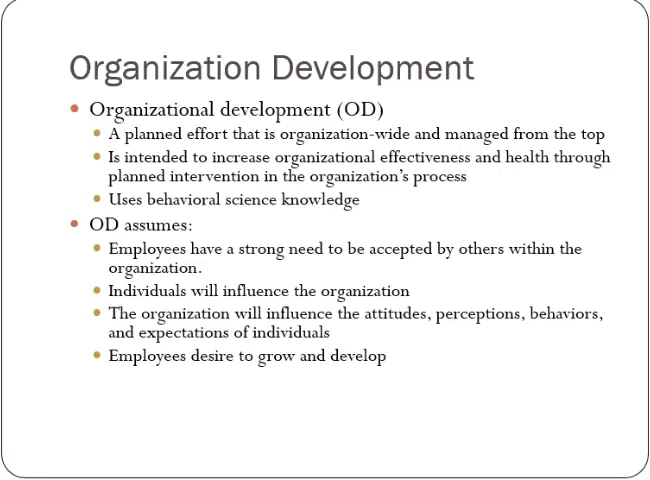 Organization Development
Organizational development (OD)
A planned effort that is organization-wide and managed from the top
Is intended to increase organizational effectiveness and health through
planned intervention in the organization's process
Uses behavioral science knowledge
OD assumes:
Employees have a strong need to be accepted by others within the
organization.
Individuals will influence the organization
The organization will influence the attitudes, perceptions, behaviors,
and expectations of individuals
Employees desire to grow and develop